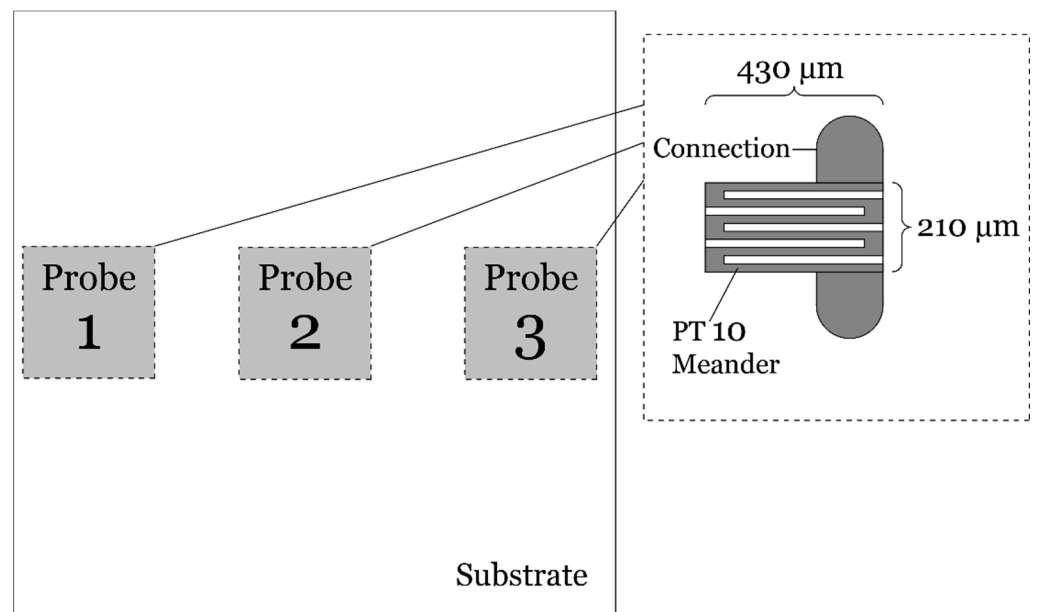 Probe
1
Probe
2
Probe
3
Substrate
430 µm
Connection
210 µm
PT 10
Meander